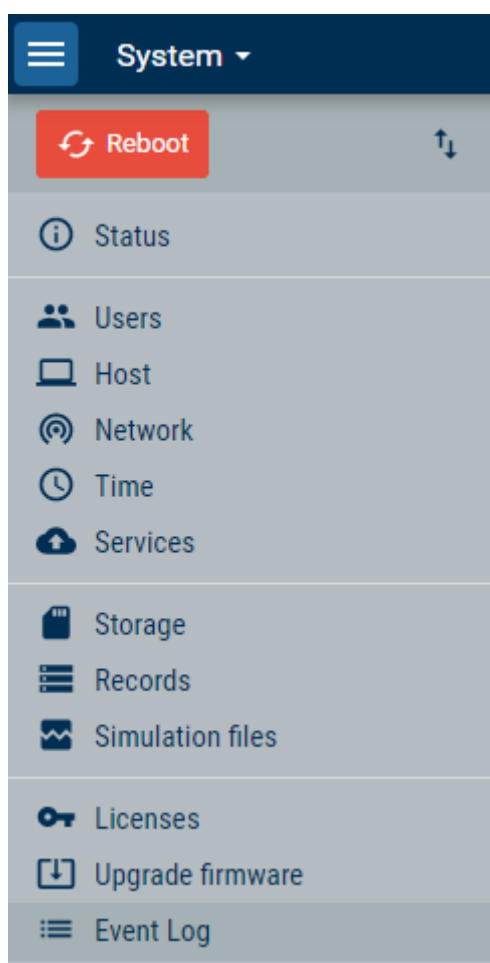 System
Reboot
Status
Users
Host
Network
Time
Services
Storage
Records
Simulation files
Licenses
Upgrade firmware
Event Log